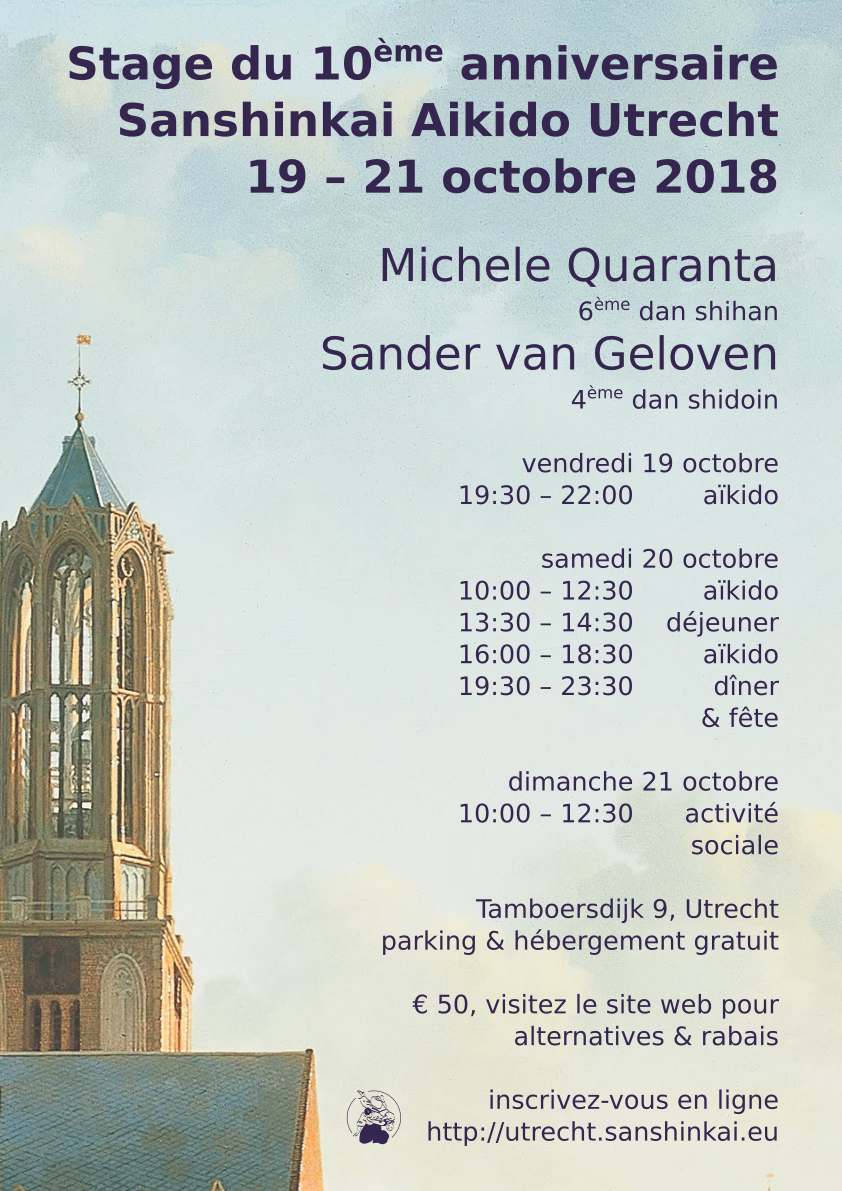 Stage du 10ème anniversaire
Sanshinkai Aikido Utrecht
19 – 21 octobre 2018
Michele Quaranta
6ème dan shihan
Sander van Geloven
4ème dan shidoin
vendredi 19 octobre
19:30 – 22:00 aïkido
samedi 20 octobre
10:00 – 12:30 aïkido
13:30 – 14:30 déjeuner
16:00 – 18:30 aïkido
19:30 – 23:30 dîner
& fête
dimanche 21 octobre
10:00 – 12:30 activité
sociale
Tamboersdijk 9, Utrecht
parking & hébergement gratuit
€ 50, visitez le site web pour
alternatives & rabais
inscrivez-vous en ligne
http://utrecht.sanshinkai.eu